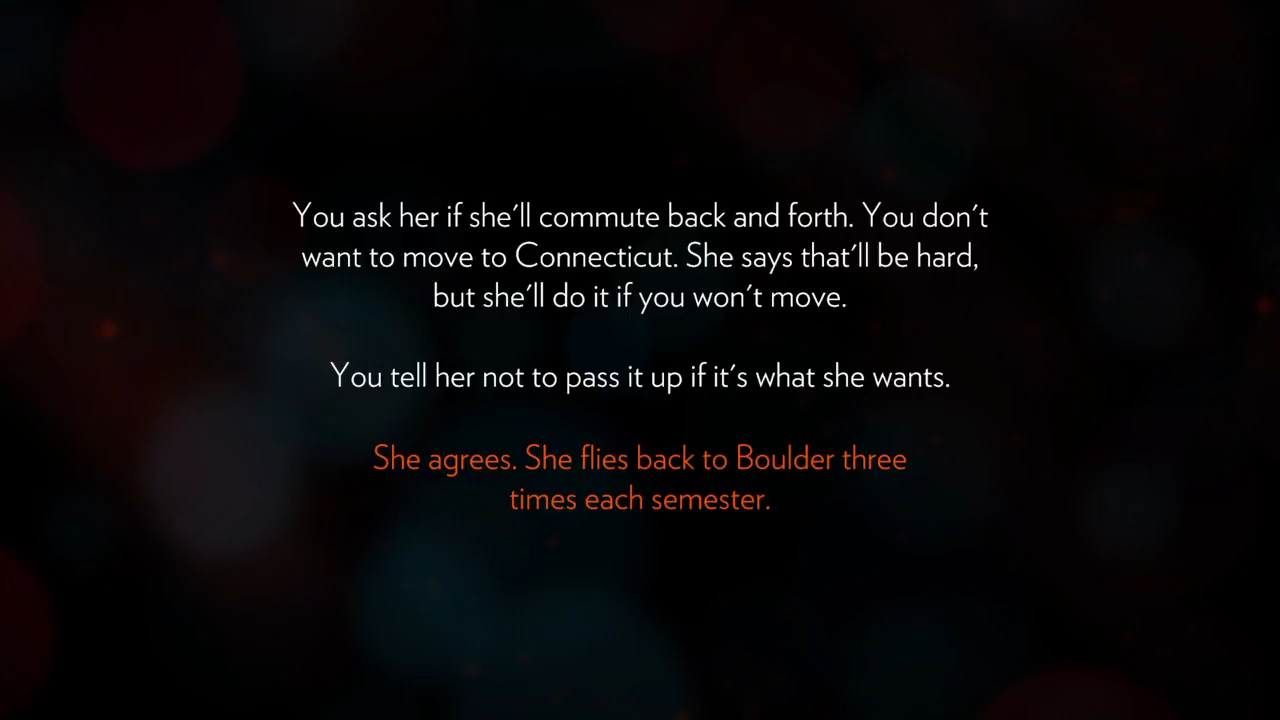 You ask her if she'll commute back and forth. You don't
want to move to Connecticut. She says that'll be hard,
but she'll do it if you won't move.
You tell her not to pass it up if it's what she wants.
She agrees. She flies back to Boulder three
times each semester.